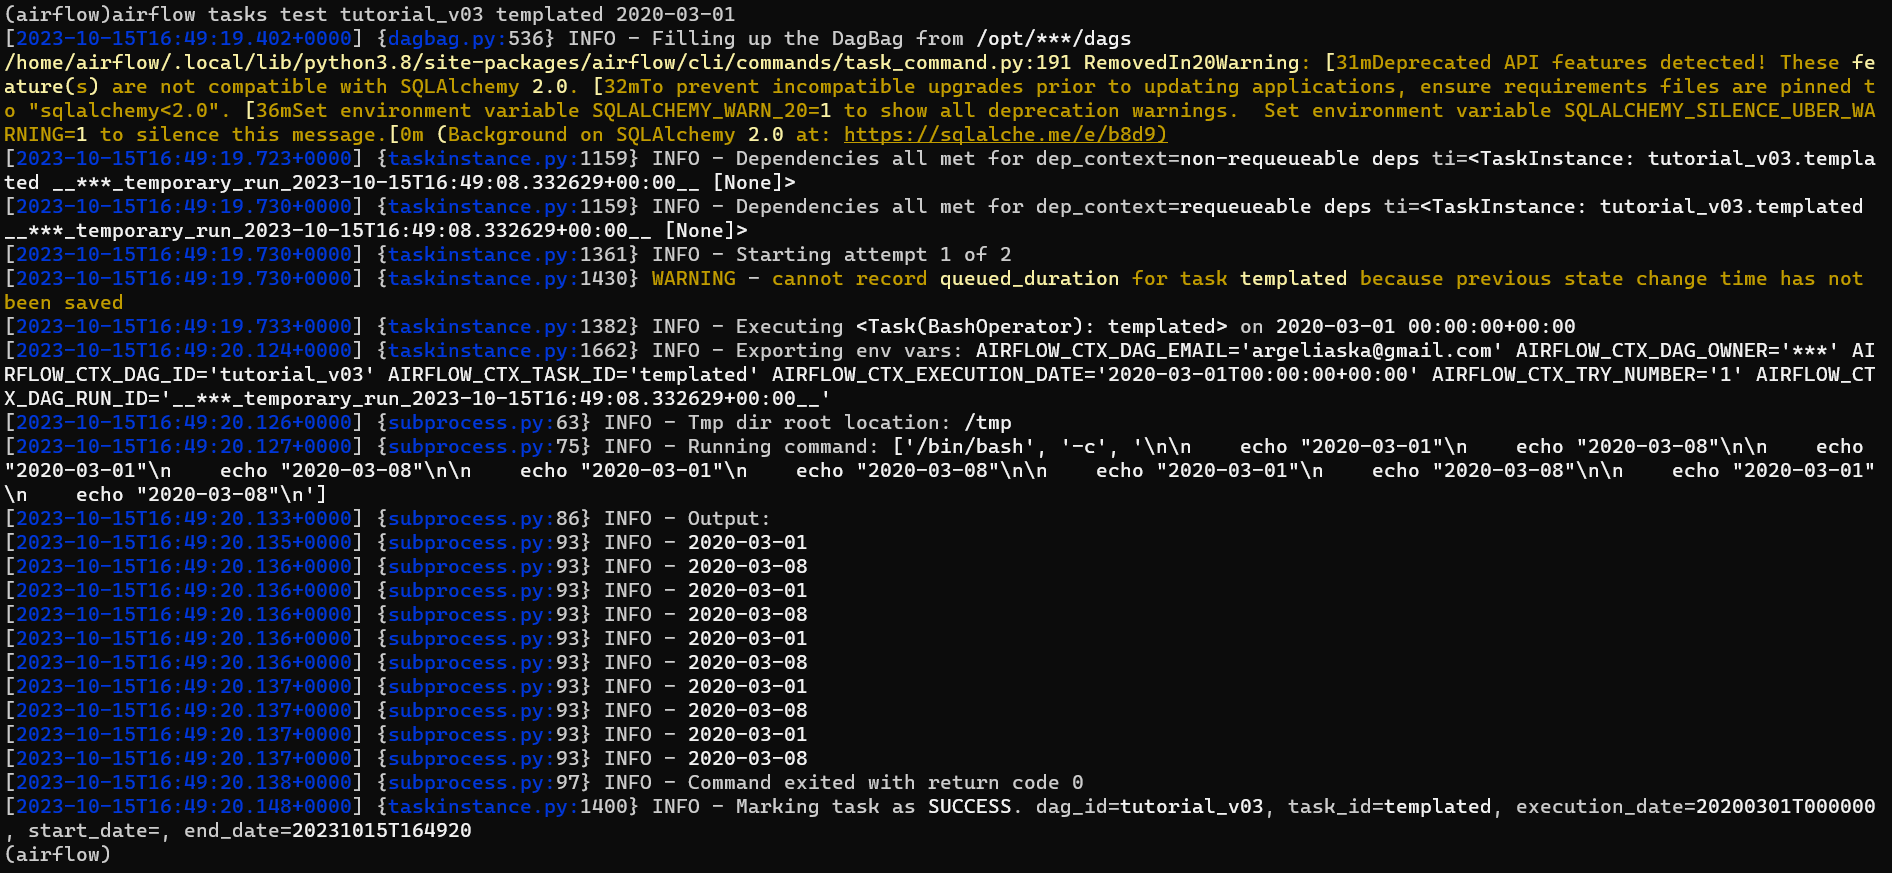 (airflow)airflow tasks test tutorial_v03 templated 2020-03-01
[2023-10-15T16:49:19.402+0000] {dagbag.py:536} INFO - Filling up the DagBag from /opt/***/dags
/home/airflow/.local/lib/python3.8/site-packages/airflow/cli/commands/task_command.py:191 RemovedIn20Warning: [31mDeprecated API features detected! These fe
ature(s) are not compatible with SQLAlchemy 2.0. [32mTo prevent incompatible upgrades prior to updating applications, ensure requirements files are pinned t
o "sqlalchemy<2.0". [36mSet environment variable SQLALCHEMY_WARN_20=1 to show all deprecation warnings.  Set environment variable SQLALCHEMY_SILENCE_UBER_WA
RNING=1 to silence this message.[0m (Background on SQLAlchemy 2.0 at: https://sqlalche.me/e/b8d9)
[2023-10-15T16:49:19.723+0000] {taskinstance.py:1159} INFO - Dependencies all met for dep_context=non-requeueable deps ti=<TaskInstance: tutorial_v03.templa
ted __***_temporary_run_2023-10-15T16:49:08.332629+00:00__ [None]>
[2023-10-15T16:49:19.730+0000] {taskinstance.py:1159} INFO - Dependencies all met for dep_context=requeueable deps ti=<TaskInstance: tutorial_v03.templated
__***_temporary_run_2023-10-15T16:49:08.332629+00:00__ [None]>
[2023-10-15T16:49:19.730+0000] {taskinstance.py:1361} INFO - Starting attempt 1 of 2
[2023-10-15T16:49:19.730+0000] {taskinstance.py:1430} WARNING - cannot record queued_duration for task templated because previous state change time has not
been saved
[2023-10-15T16:49:19.733+0000] {taskinstance.py:1382} INFO - Executing <Task(BashOperator): templated> on 2020-03-01 00:00:00+00:00
[2023-10-15T16:49:20.124+0000] {taskinstance.py:1662} INFO - Exporting env vars: AIRFLOW_CTX_DAG_EMAIL='argeliaska@gmail.com' AIRFLOW_CTX_DAG_OWNER='***' AI
RFLOW_CTX_DAG_ID='tutorial_v03' AIRFLOW_CTX_TASK_ID='templated' AIRFLOW_CTX_EXECUTION_DATE='2020-03-01T00:00:00+00:00' AIRFLOW_CTX_TRY_NUMBER='1' AIRFLOW_CT
X_DAG_RUN_ID='__***_temporary_run_2023-10-15T16:49:08.332629+00:00__'
[2023-10-15T16:49:20.126+0000] {subprocess.py:63} INFO - Tmp dir root location: /tmp
[2023-10-15T16:49:20.127+0000] {subprocess.py:75} INFO - Running command: ['/bin/bash', '-c', '\n\n    echo "2020-03-01"\n    echo "2020-03-08"\n\n    echo
"2020-03-01"\n    echo "2020-03-08"\n\n    echo "2020-03-01"\n    echo "2020-03-08"\n\n    echo "2020-03-01"\n    echo "2020-03-08"\n\n    echo "2020-03-01"
\n    echo "2020-03-08"\n']
[2023-10-15T16:49:20.133+0000] {subprocess.py:86} INFO - Output:
[2023-10-15T16:49:20.135+0000] {subprocess.py:93} INFO - 2020-03-01
[2023-10-15T16:49:20.136+0000] {subprocess.py:93} INFO - 2020-03-08
[2023-10-15T16:49:20.136+0000] {subprocess.py:93} INFO - 2020-03-01
[2023-10-15T16:49:20.136+0000] {subprocess.py:93} INFO - 2020-03-08
[2023-10-15T16:49:20.136+0000] {subprocess.py:93} INFO - 2020-03-01
[2023-10-15T16:49:20.136+0000] {subprocess.py:93} INFO - 2020-03-08
[2023-10-15T16:49:20.137+0000] {subprocess.py:93} INFO - 2020-03-01
[2023-10-15T16:49:20.137+0000] {subprocess.py:93} INFO - 2020-03-08
[2023-10-15T16:49:20.137+0000] {subprocess.py:93} INFO - 2020-03-01
[2023-10-15T16:49:20.137+0000] {subprocess.py:93} INFO - 2020-03-08
[2023-10-15T16:49:20.138+0000] {subprocess.py:97} INFO - Command exited with return code 0
[2023-10-15T16:49:20.148+0000] {taskinstance.py:1400} INFO - Marking task as SUCCESS. dag_id=tutorial_v03, task_id=templated, execution_date=20200301T000000
, start_date=, end_date=20231015T164920
(airflow)